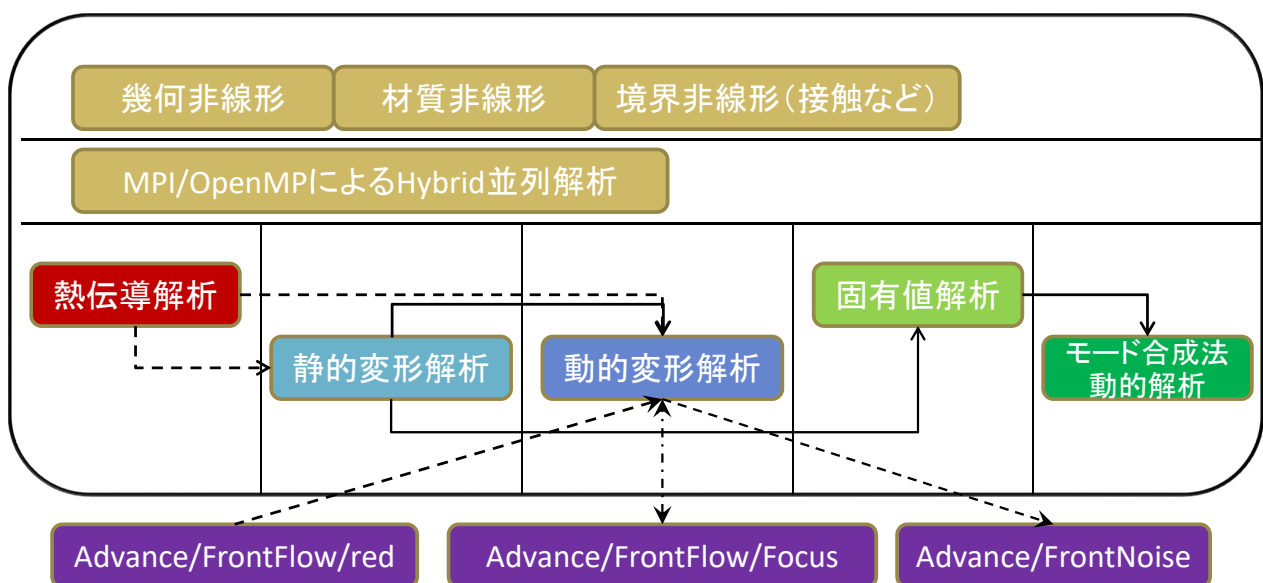 幾何非線形
材質非線形
境界非線形(接触など)
MPI/OpenMPによるHybrid並列解析
熱伝導解析
固有値解析
静的変形解析
動的変形解析
モード合成法
動的解析
Advance/FrontFlow/red
Advance/FrontFlow/Focus
Advance/FrontNoise